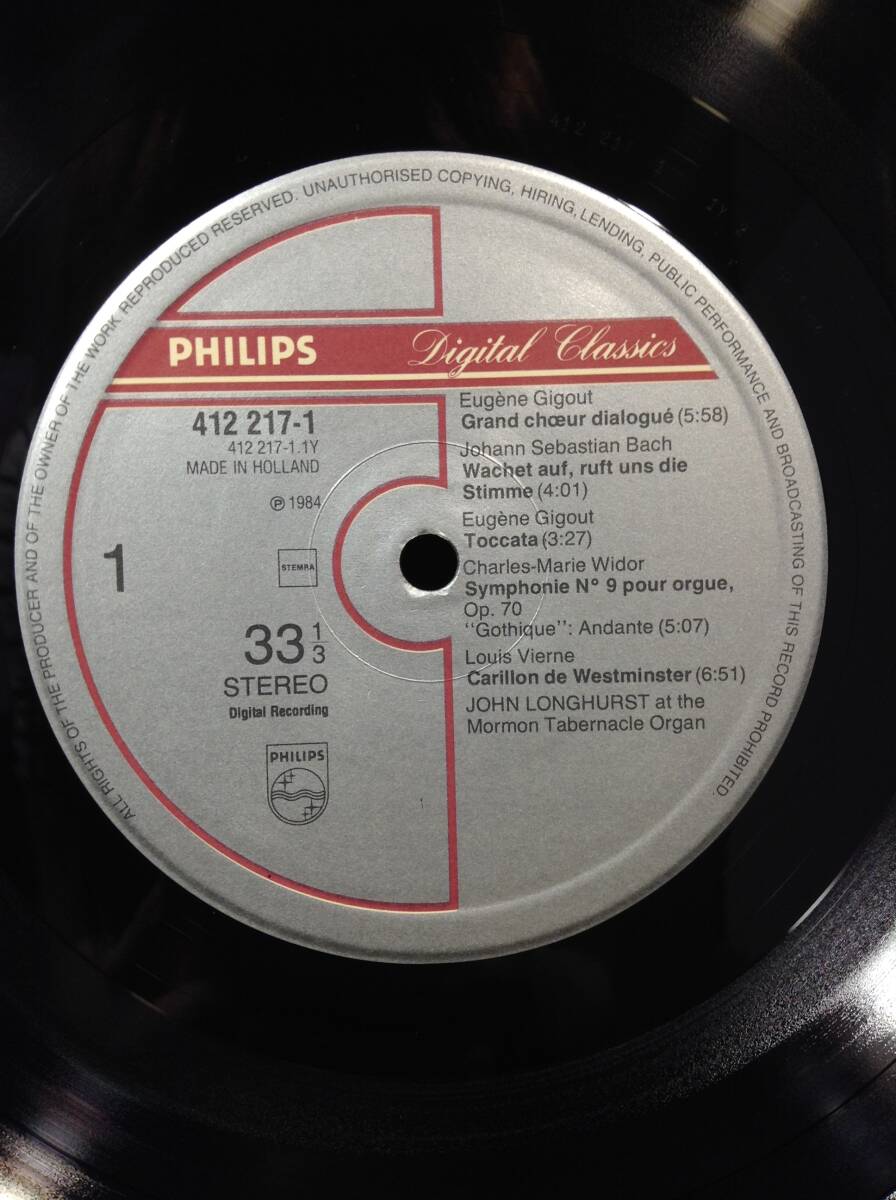 ALL RIGHTS OF THE PRODUCER AND OF THE OWNER OF THE WORK REPRODUCED RESERVED. UNAUTHORISED COPYING, HIRING, LENDING, PUBLIC PERFORMANCE AND BROADCASTING OF THIS RECORD PROHIBITED.
PHILIPS Digital Classics
412 217-1
412 217-1.1Y
MADE IN HOLLAND
℗ 1984
1
STEMRA
33 1/3
STEREO
Digital Recording
PHILIPS
Eugène Gigout
Grand chœur dialogué (5:58)
Johann Sebastian Bach
Wachet auf, ruft uns die
Stimme (4:01)
Eugène Gigout
Toccata (3:27)
Charles-Marie Widor
Symphonie N° 9 pour orgue,
Op. 70
"Gothique": Andante (5:07)
Louis Vierne
Carillon de Westminster (6:51)
JOHN LONGHURST at the
Mormon Tabernacle Organ